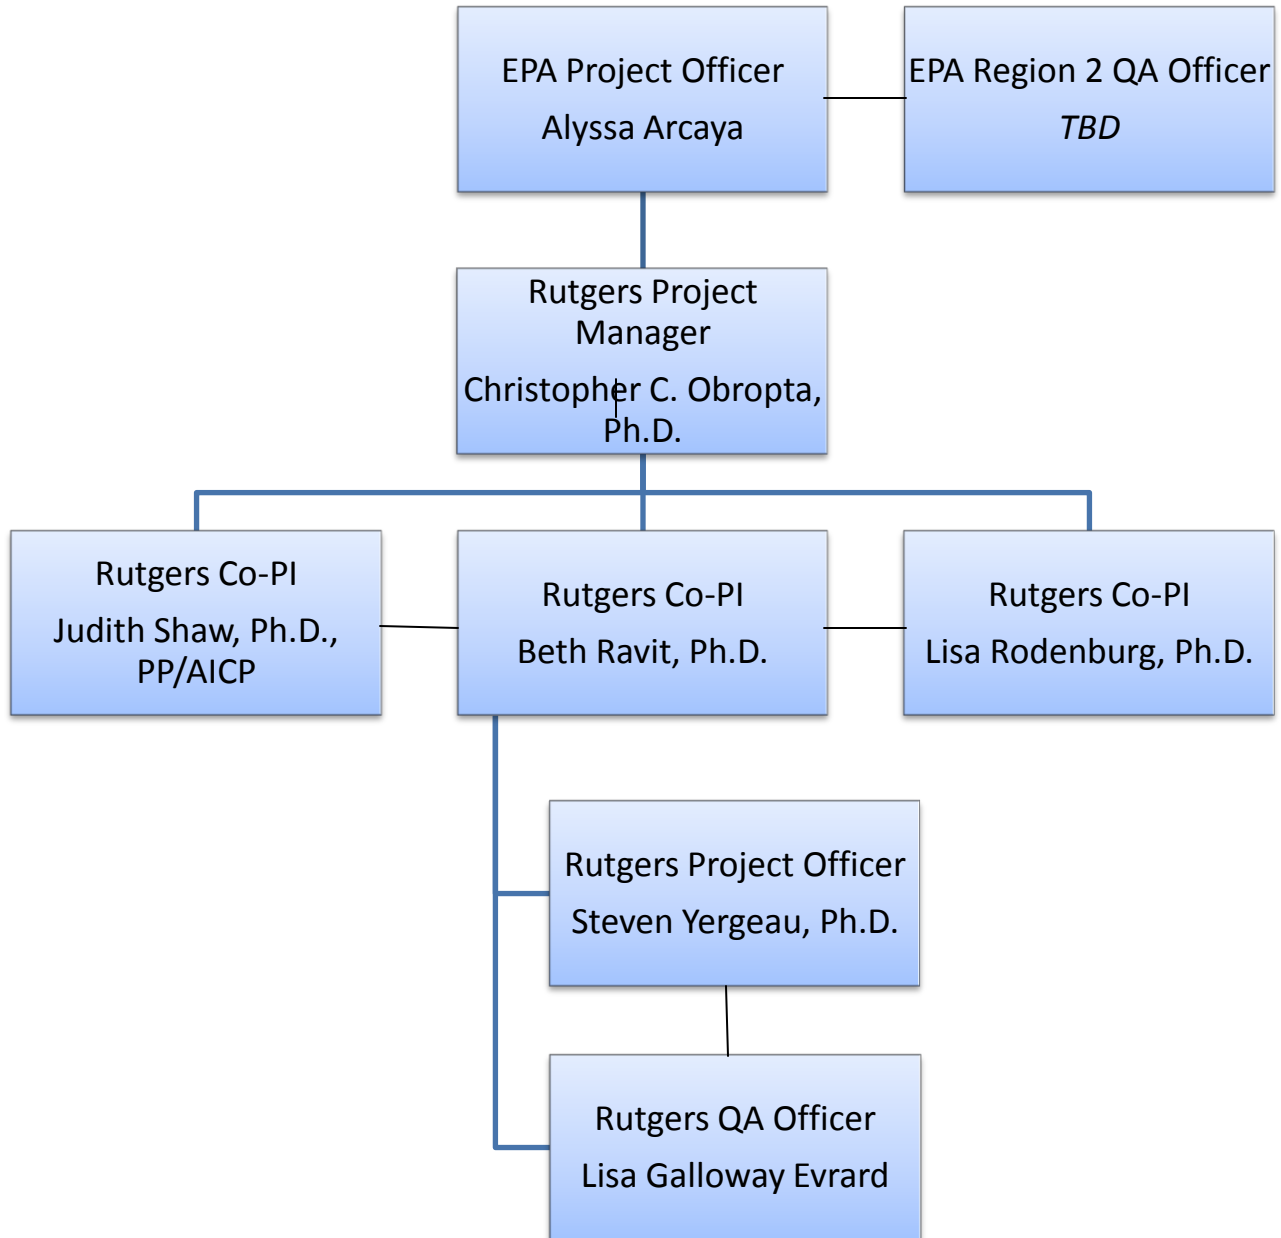 EPA Project Officer
Alyssa Arcaya
EPA Region 2 QA Officer
TBD
Rutgers Project
Manager
Christopher C. Obropta,
Ph.D.
Rutgers Co-PI
Judith Shaw, Ph.D.,
PP/AICP
Rutgers Co-PI
Beth Ravit, Ph.D.
Rutgers Co-PI
Lisa Rodenburg, Ph.D.
Rutgers Project Officer
Steven Yergeau, Ph.D.
Rutgers QA Officer
Lisa Galloway Evrard